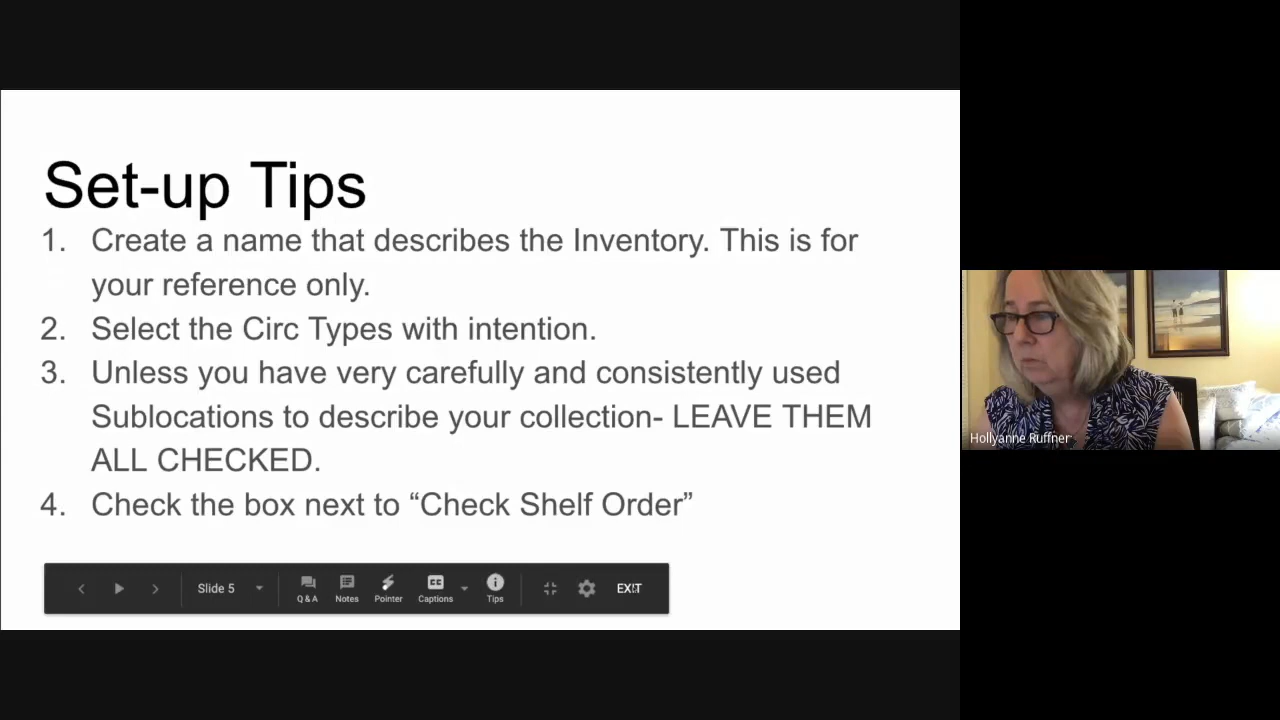 Set-up Tips
1. Create a name that describes the Inventory. This is for
your reference only.
2. Select the Circ Types with intention.
3. Unless you have very carefully and consistently used
Sublocations to describe your collection- LEAVE THEM
ALL CHECKED.
4. Check the box next to “Check Shelf Order”
Slide 5
Q & A
Notes
Pointer
Captions
CC
Tips
EXIT
Hollyanne Ruffner